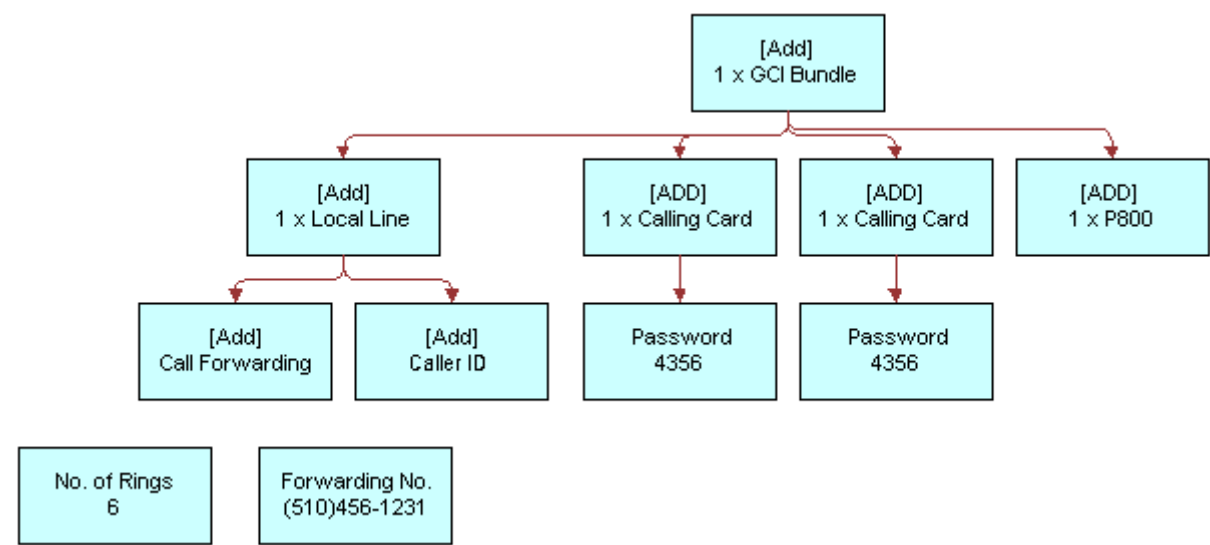 [Add]
1 x GCI Bundle
[Add]
1 x Local Line
[ADD]
1 x Calling Card
[ADD]
1 x Calling Card
[ADD]
1 x P800
[Add]
Call Forwarding
[Add]
Caller ID
Password
4356
Password
4356
No. of Rings
6
Forwarding No.
(510)456-1231